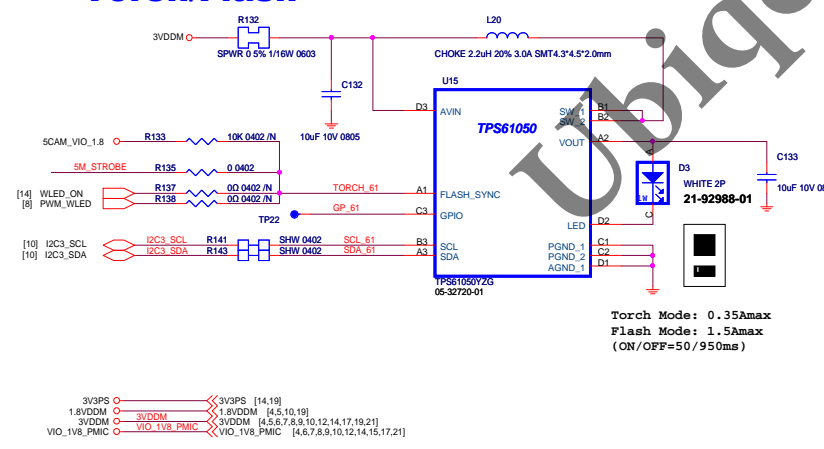 R132
3VDDM
SPWR 0 5% 1/16W 0603
L20
CHOKE 2.2uH 20% 3.0A SMT4.3*4.5*2.0mm
C132
10uF 10V 0805
U15
TPS61050
D3 AVIN
SW_1 B1
SW_2 B2
VOUT A2
5CAM_VIO_1.8 R133 10K 0402 /N
5M_STROBE R135 0 0402
[14] WLED_ON R137 0Ω 0402 /N TORCH_61 A1 FLASH_SYNC
[8] PWM_WLED R138 0Ω 0402 /N
TP22 GP_61 C3 GPIO
LED D2
[10] I2C3_SCL I2C3_SCL R141 SHW 0402 SCL_61 B3 SCL
[10] I2C3_SDA I2C3_SDA R143 SHW 0402 SDA_61 A3 SDA
PGND_1 C1
PGND_2 C2
AGND_1 D1
TPS61050YZG
05-32720-01
A
D3
WHITE 2P
21-92988-01
1W
C
C133
10uF 10V
Torch Mode: 0.35Amax
Flash Mode: 1.5Amax
(ON/OFF=50/950ms)
3V3PS 3V3PS [14,19]
1.8VDDM 1.8VDDM [4,5,10,19]
3VDDM 3VDDM 3VDDM [4,5,6,7,8,9,10,12,14,17,19,21]
VIO_1V8_PMIC VIO_1V8_PMIC VIO_1V8_PMIC [4,6,7,8,9,10,12,14,15,17,21]